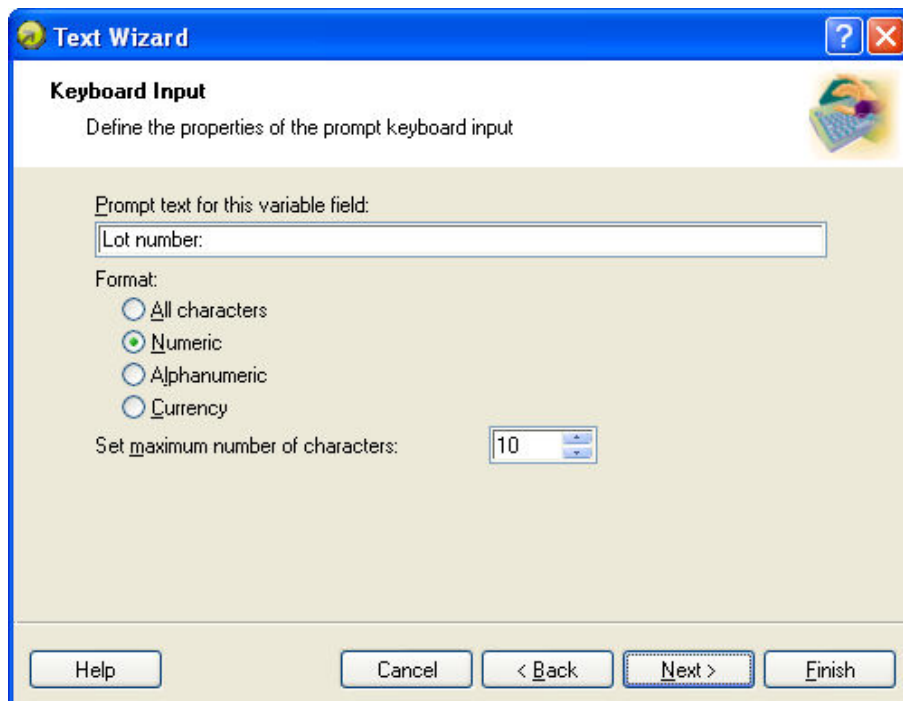 Text Wizard
Keyboard Input
Define the properties of the prompt keyboard input
Prompt text for this variable field:
Lot number:
Format:
All characters
Numeric
Alphanumeric
Currency
Set maximum number of characters: 10
Help Cancel < Back Next > Finish